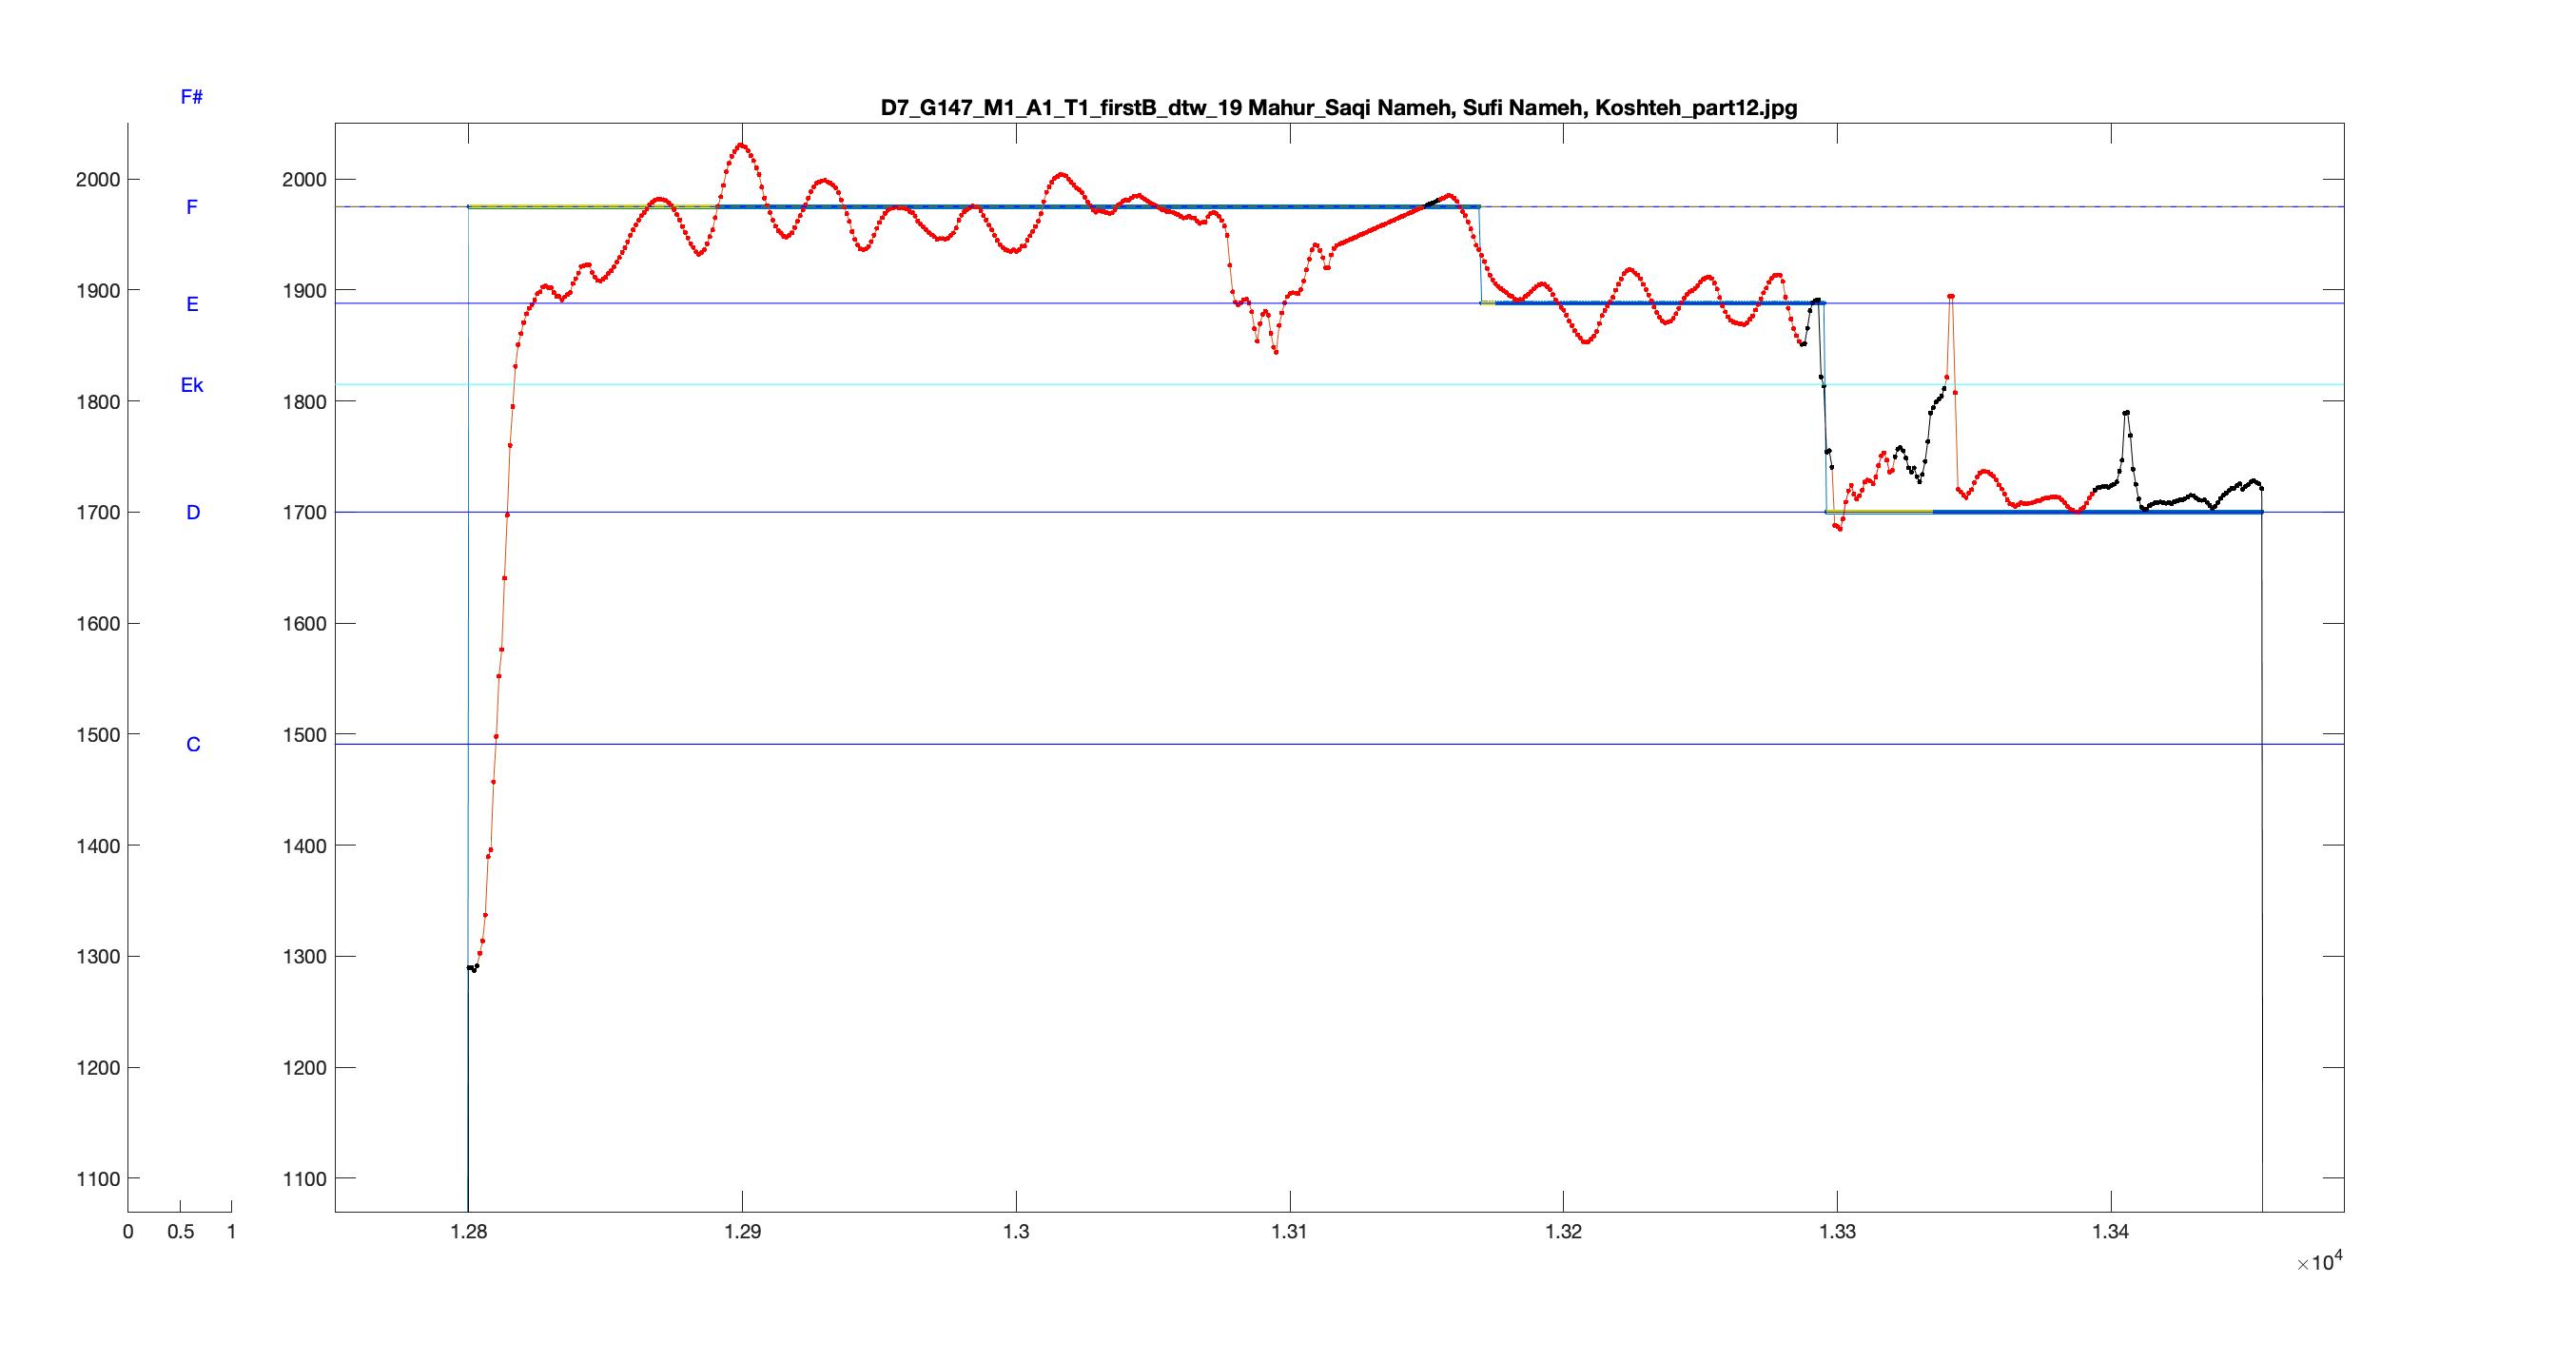 D7_G147_M1_A1_T1_firstB_dtw_19 Mahur_Saqi Nameh, Sufi Nameh, Koshteh_part12.jpg
F#
2000 F 2000
1900 E 1900
Ek
1800 1800
1700 D 1700
1600 1600
1500 C 1500
1400 1400
1300 1300
1200 1200
1100 1100
0 0.5 1 1.28 1.29 1.3 1.31 1.32 1.33 1.34
×10⁴